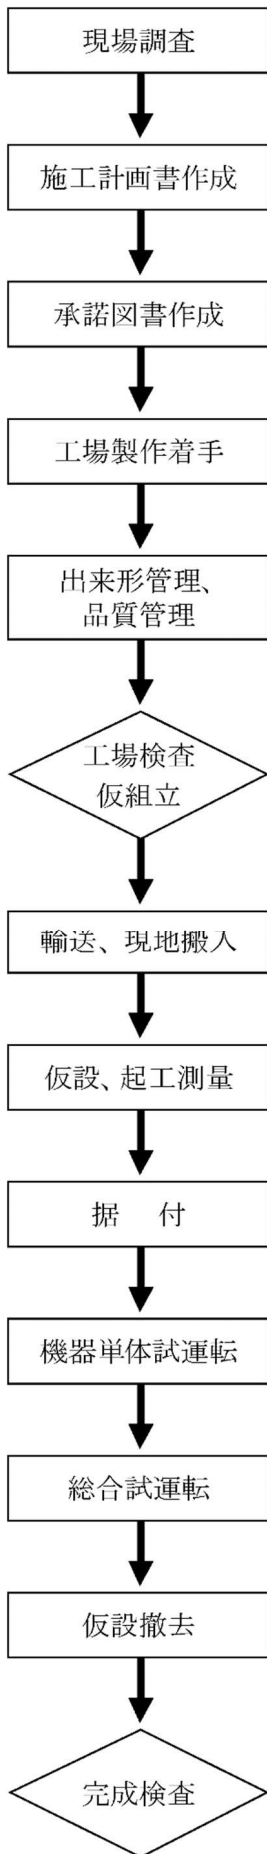 現場調査
施工計画書作成
承諾図書作成
工場製作着手
出来形管理、
品質管理
工場検査
仮組立
輸送、現地搬入
仮設、起工測量
据　付
機器単体試運転
総合試運転
仮設撤去
完成検査